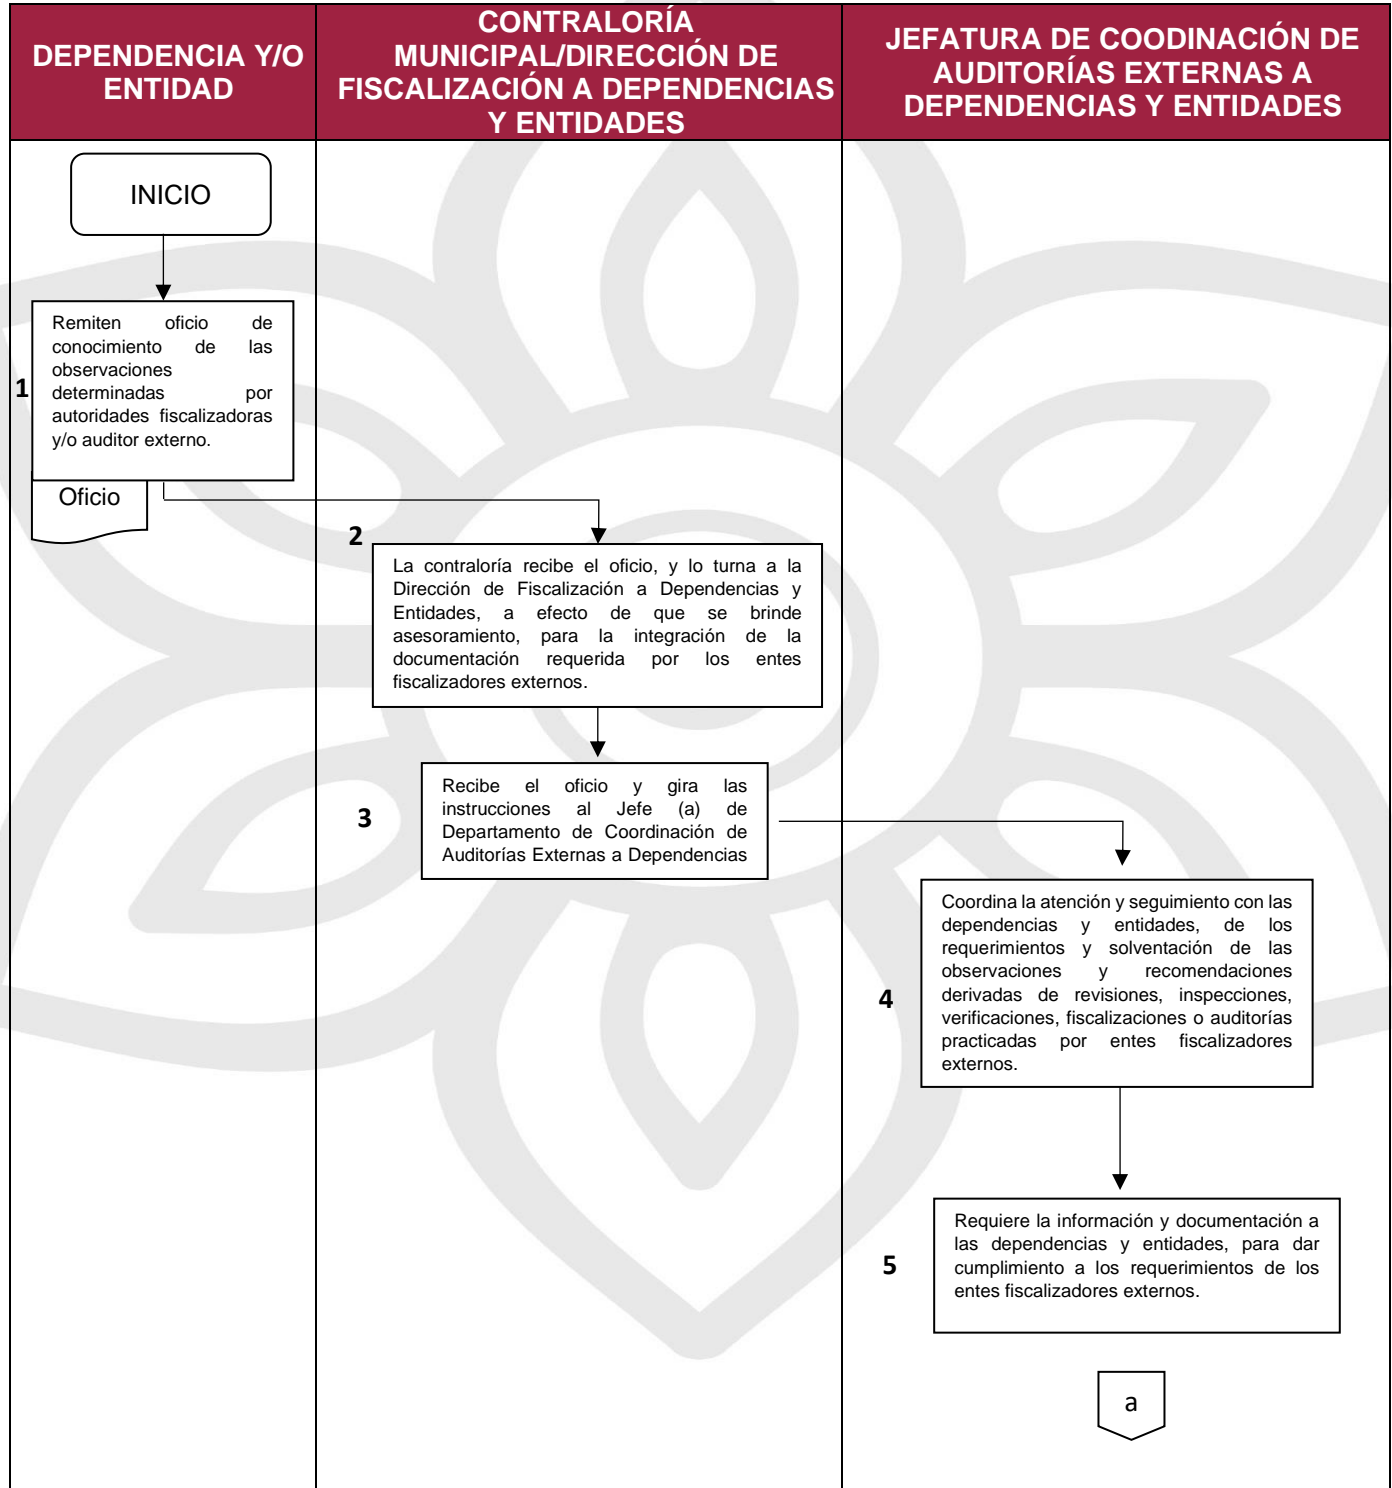 DEPENDENCIA Y/O
ENTIDAD
CONTRALORÍA
MUNICIPAL/DIRECCIÓN DE
FISCALIZACIÓN A DEPENDENCIAS
Y ENTIDADES
JEFATURA DE COODINACIÓN DE
AUDITORÍAS EXTERNAS A
DEPENDENCIAS Y ENTIDADES
INICIO
1
Remiten oficio de
conocimiento de las
observaciones
determinadas por
autoridades fiscalizadoras
y/o auditor externo.
Oficio
2
La contraloría recibe el oficio, y lo turna a la
Dirección de Fiscalización a Dependencias y
Entidades, a efecto de que se brinde
asesoramiento, para la integración de la
documentación requerida por los entes
fiscalizadores externos.
3
Recibe el oficio y gira las
instrucciones al Jefe (a) de
Departamento de Coordinación de
Auditorías Externas a Dependencias
4
Coordina la atención y seguimiento con las
dependencias y entidades, de los
requerimientos y solventación de las
observaciones y recomendaciones
derivadas de revisiones, inspecciones,
verificaciones, fiscalizaciones o auditorías
practicadas por entes fiscalizadores
externos.
5
Requiere la información y documentación a
las dependencias y entidades, para dar
cumplimiento a los requerimientos de los
entes fiscalizadores externos.
a